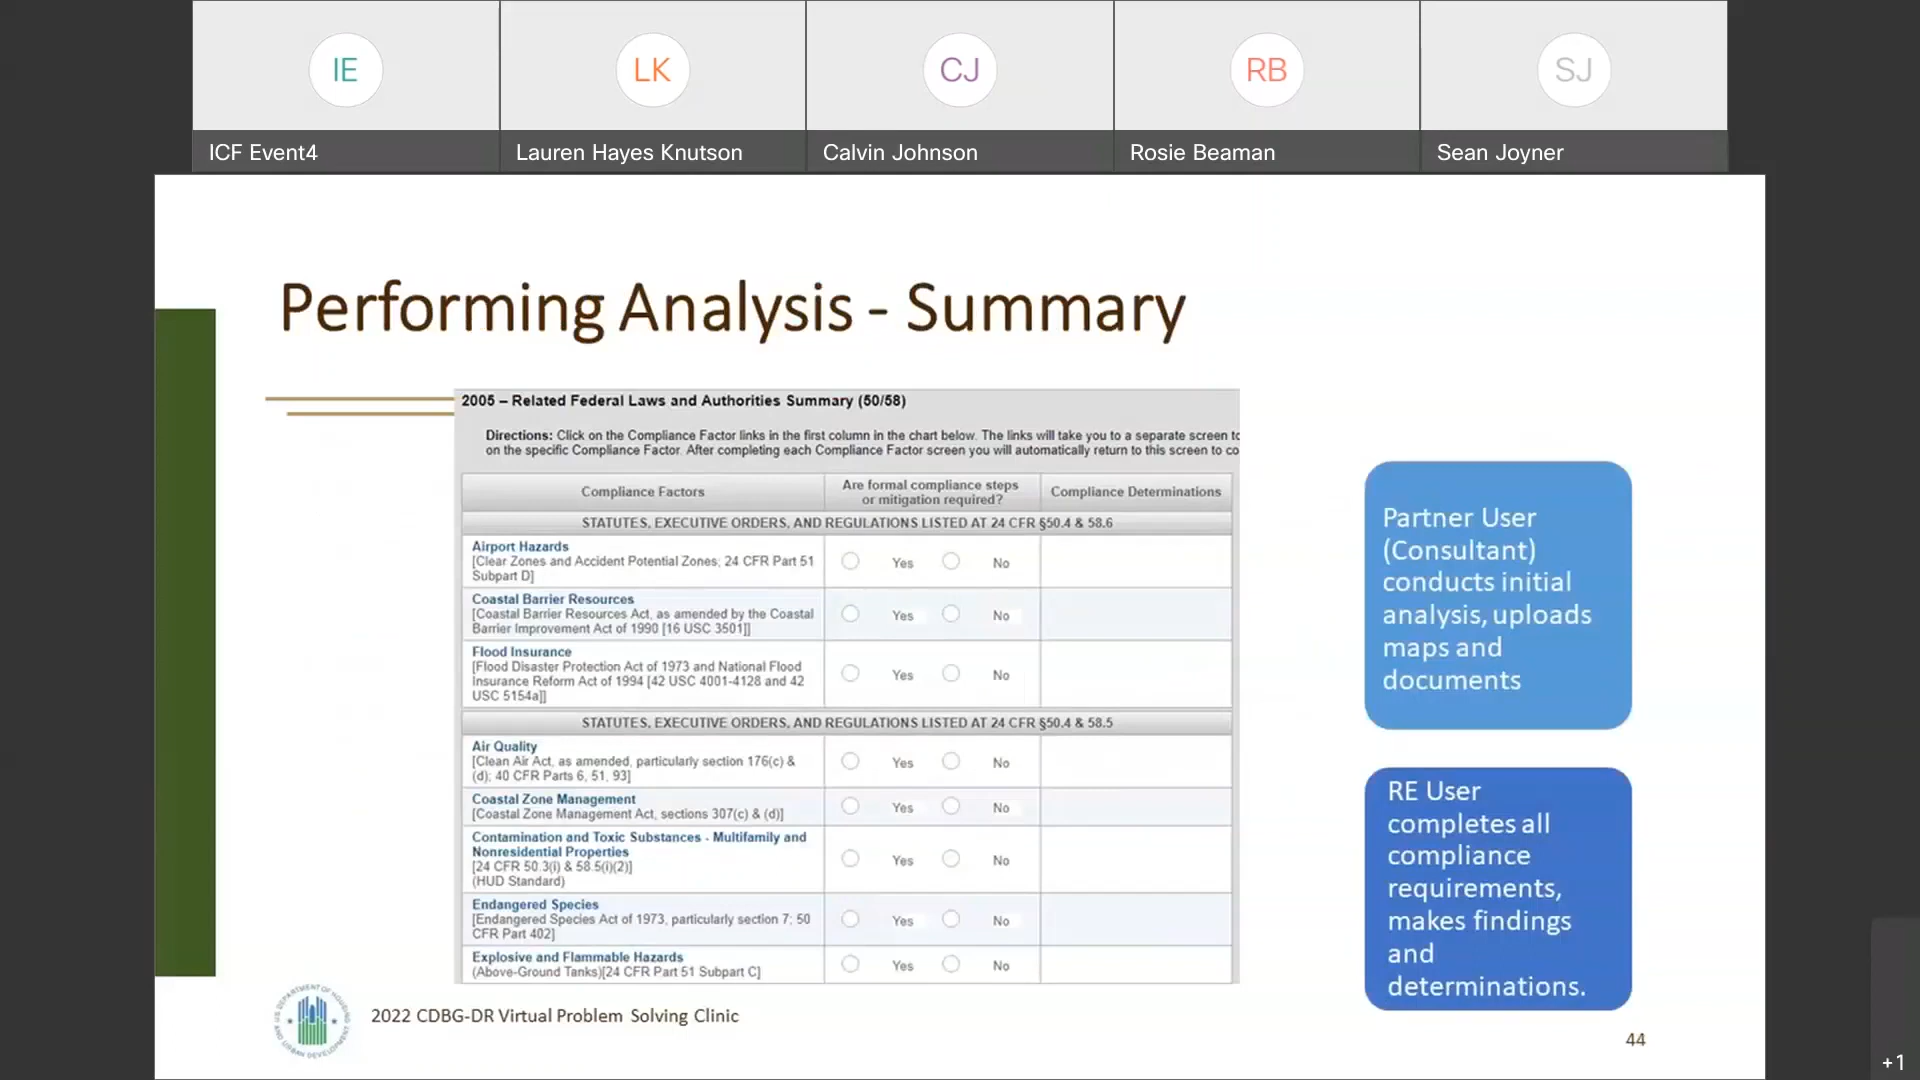 IE
LK
CJ
RB
SJ
ICF Event4
Lauren Hayes Knutson
Calvin Johnson
Rosie Beaman
Sean Joyner
Performing Analysis - Summary
2005 – Related Federal Laws and Authorities Summary (50/58)
Directions: Click on the Compliance Factor links in the first column in the chart below. The links will take you to a separate screen to
on the specific Compliance Factor. After completing each Compliance Factor screen you will automatically return to this screen to co
Compliance Factors
Are formal compliance steps
or mitigation required?
Compliance Determinations
STATUTES, EXECUTIVE ORDERS, AND REGULATIONS LISTED AT 24 CFR §50.4 & 58.6
Airport Hazards
[Clear Zones and Accident Potential Zones; 24 CFR Part 51
Subpart D]
Yes
No
Coastal Barrier Resources
[Coastal Barrier Resources Act, as amended by the Coastal
Barrier Improvement Act of 1990 [16 USC 3501]]
Yes
No
Flood Insurance
[Flood Disaster Protection Act of 1973 and National Flood
Insurance Reform Act of 1994 [42 USC 4001-4128 and 42
USC 5154a]]
Yes
No
STATUTES, EXECUTIVE ORDERS, AND REGULATIONS LISTED AT 24 CFR §50.4 & 58.5
Air Quality
[Clean Air Act, as amended, particularly section 176(c) &
(d); 40 CFR Parts 6, 51, 93]
Yes
No
Coastal Zone Management
[Coastal Zone Management Act, sections 307(c) & (d)]
Yes
No
Contamination and Toxic Substances - Multifamily and
Nonresidential Properties
[24 CFR 50.3(i) & 58.5(i)(2)]
(HUD Standard)
Yes
No
Endangered Species
[Endangered Species Act of 1973, particularly section 7; 50
CFR Part 402]
Yes
No
Explosive and Flammable Hazards
(Above-Ground Tanks)[24 CFR Part 51 Subpart C]
Yes
No
Partner User
(Consultant)
conducts initial
analysis, uploads
maps and
documents
RE User
completes all
compliance
requirements,
makes findings
and
determinations.
U.S. DEPARTMENT OF HOUSING
AND URBAN DEVELOPMENT
2022 CDBG-DR Virtual Problem Solving Clinic
44
+1